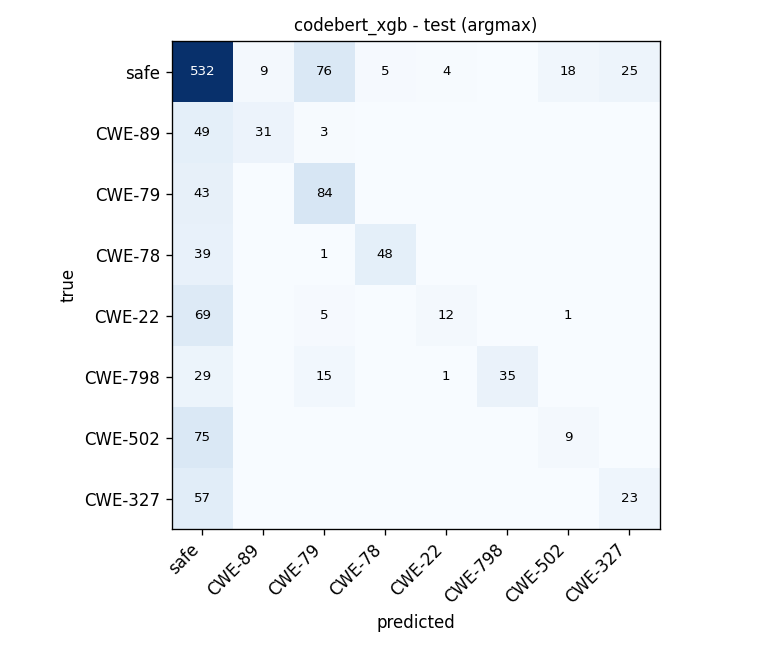 codebert_xgb - test (argmax)
safe 532 9 76 5 4 18 25
CWE-89 49 31 3
CWE-79 43 84
CWE-78 39 1 48
true
CWE-22 69 5 12 1
CWE-798 29 15 1 35
CWE-502 75 9
CWE-327 57 23
safe CWE-89 CWE-79 CWE-78 CWE-22 CWE-798 CWE-502 CWE-327
predicted